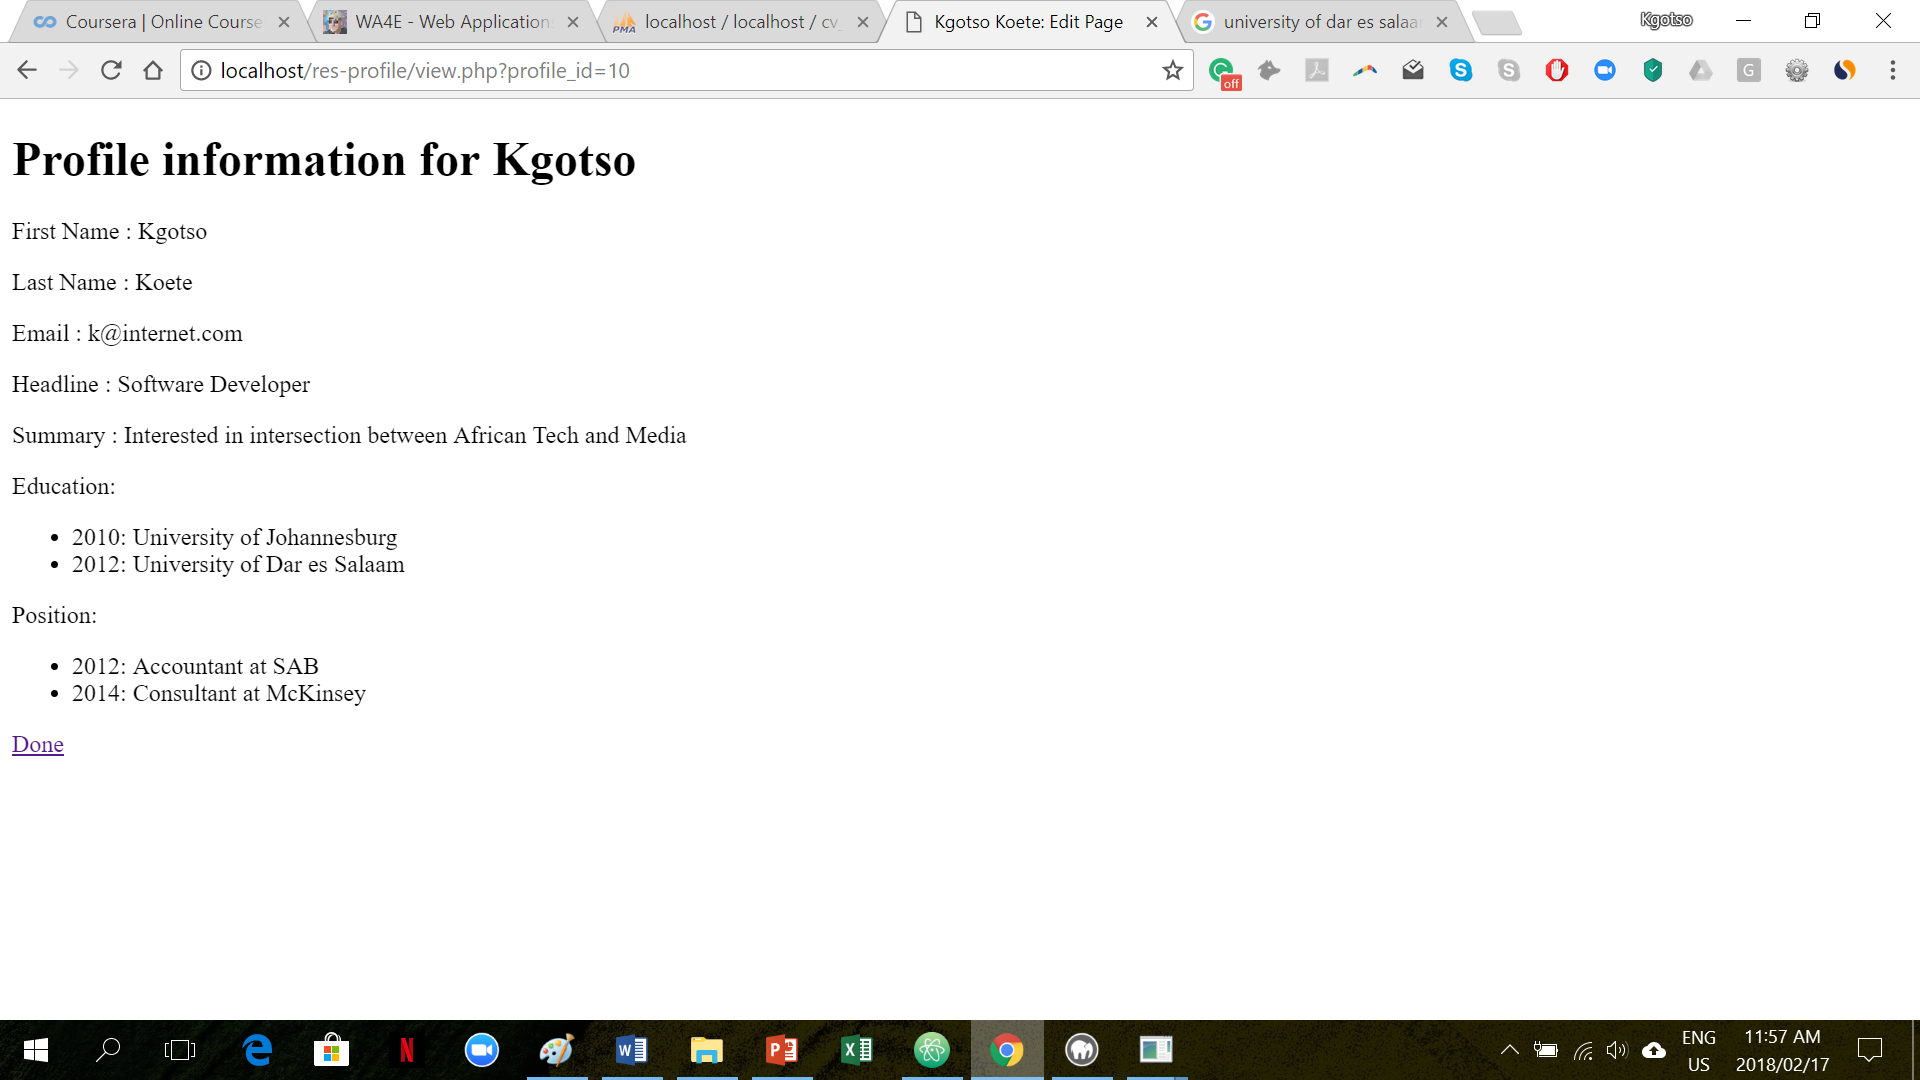 Coursera | Online Course
WA4E - Web Application
localhost / localhost / cv_
Kgotso Koete: Edit Page
university of dar es salaa
Kgotso
localhost/res-profile/view.php?profile_id=10
off
Profile information for Kgotso
First Name : Kgotso
Last Name : Koete
Email : k@internet.com
Headline : Software Developer
Summary : Interested in intersection between African Tech and Media
Education:
2010: University of Johannesburg
2012: University of Dar es Salaam
Position:
2012: Accountant at SAB
2014: Consultant at McKinsey
Done
ENG
US
11:57 AM
2018/02/17